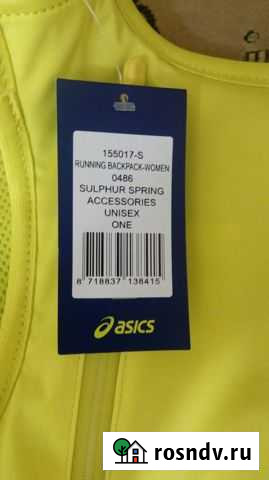 155017-S
RUNNING BACKPACK-WOMEN
0486
SULPHUR SPRING
ACCESSORIES
UNISEX
ONE
8 718837 138415
asics
rosndv.ru